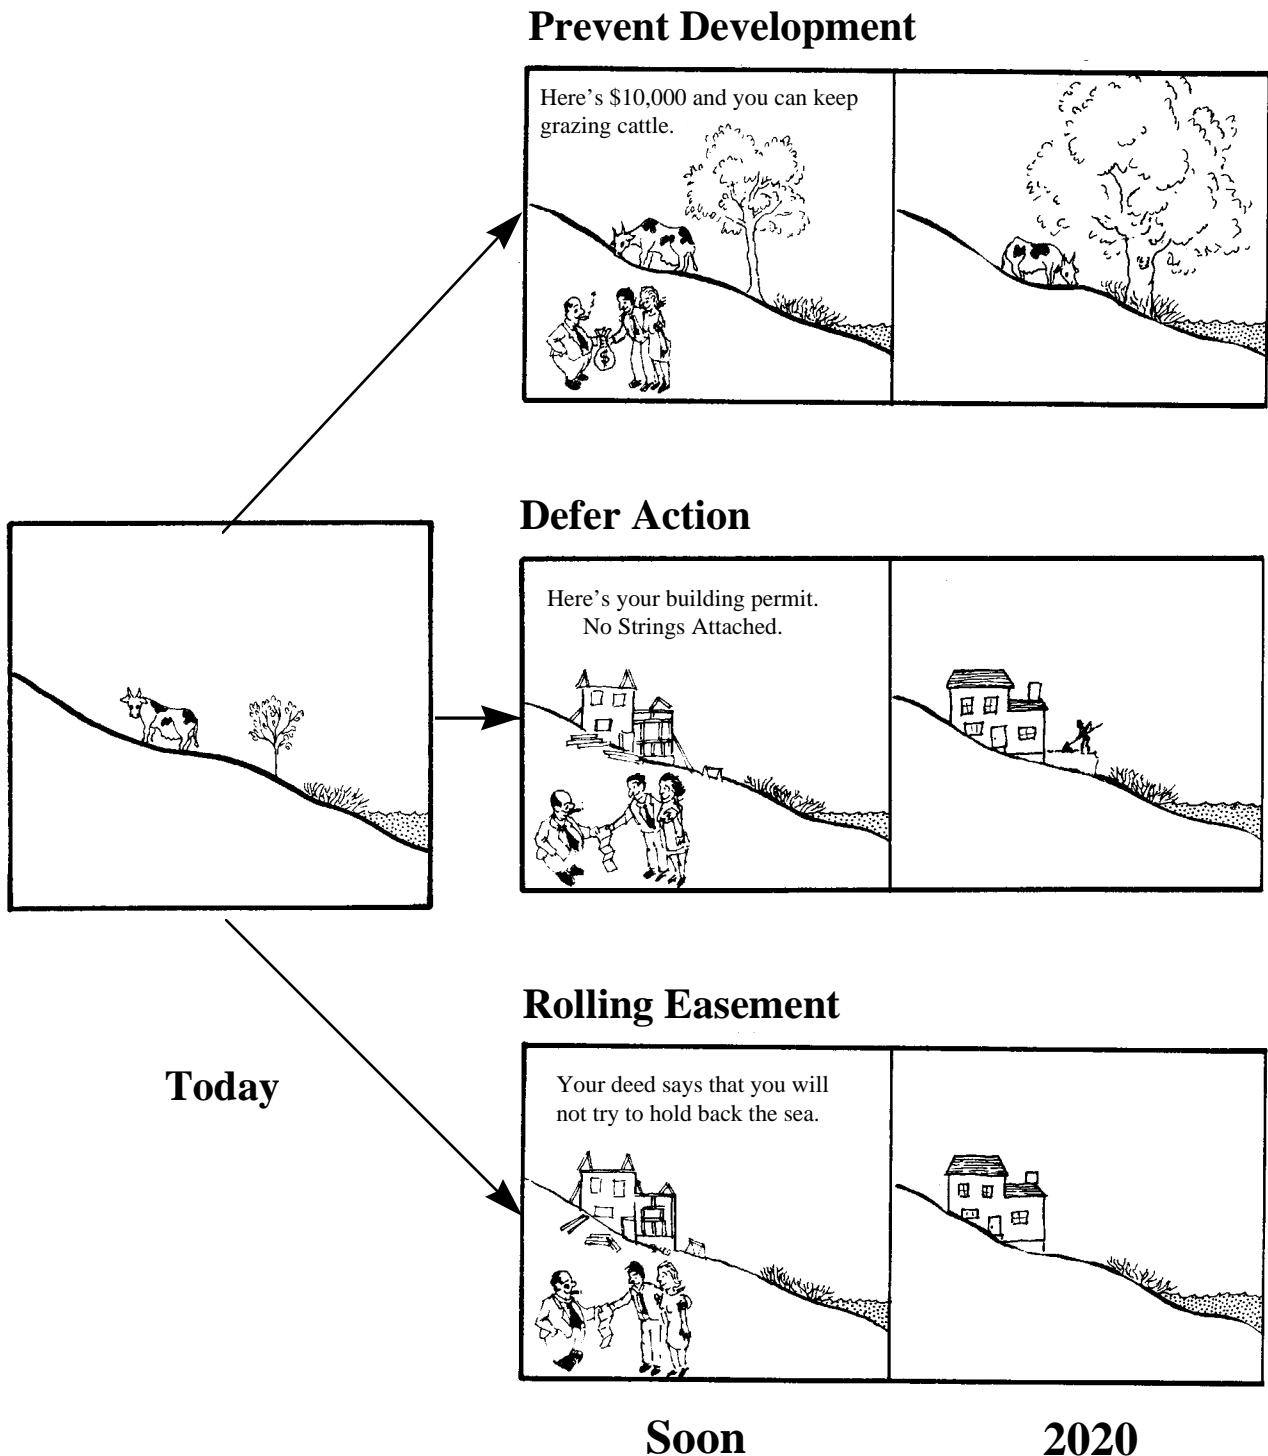 Prevent Development
Here's $10,000 and you can keep
grazing cattle.
$
Defer Action
Here's your building permit.
No Strings Attached.
Rolling Easement
Today
Your deed says that you will
not try to hold back the sea.
Soon
2020